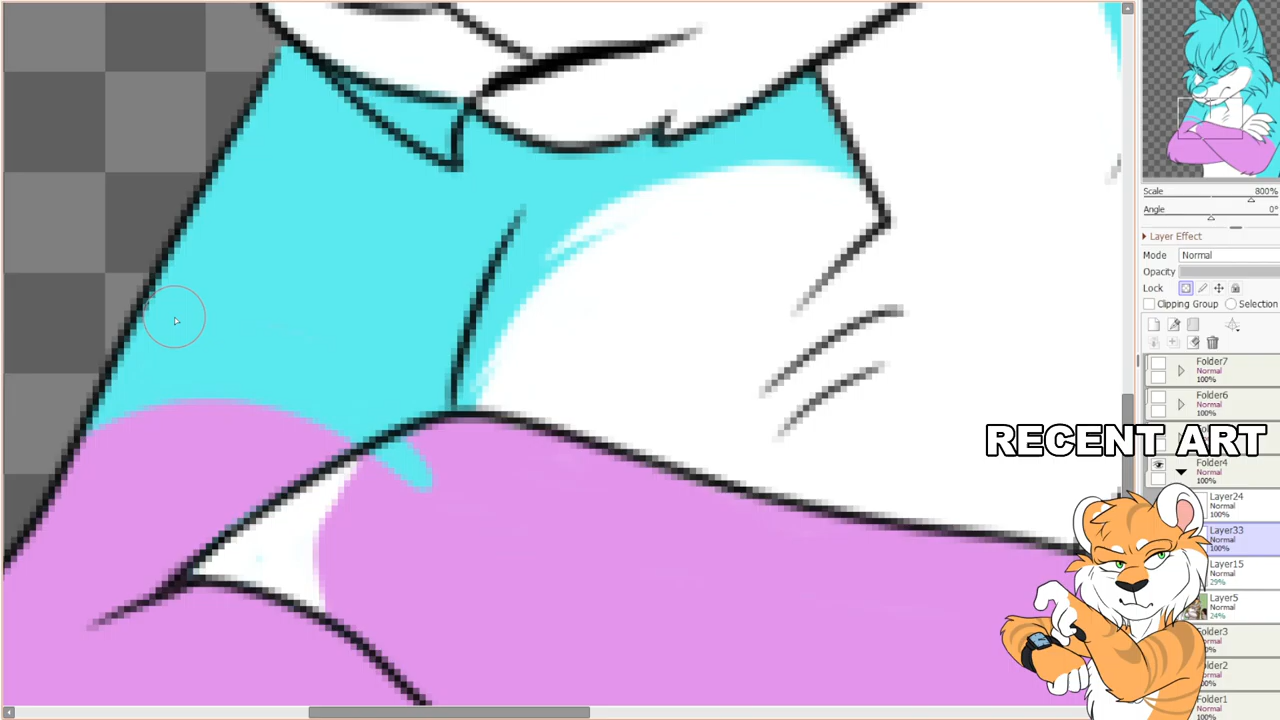 Scale
800%
Angle
0°
Layer Effect
Mode
Normal
Opacity
Lock
Clipping Group
Selection
Folder7
Normal
100%
Folder6
Normal
100%
RECENT ART
Folder4
Normal
100%
Layer24
Normal
100%
Layer33
Normal
100%
Layer15
Normal
29%
Layer5
Normal
24%
Folder3
Normal
Folder2
Normal
100%
Folder1
Normal